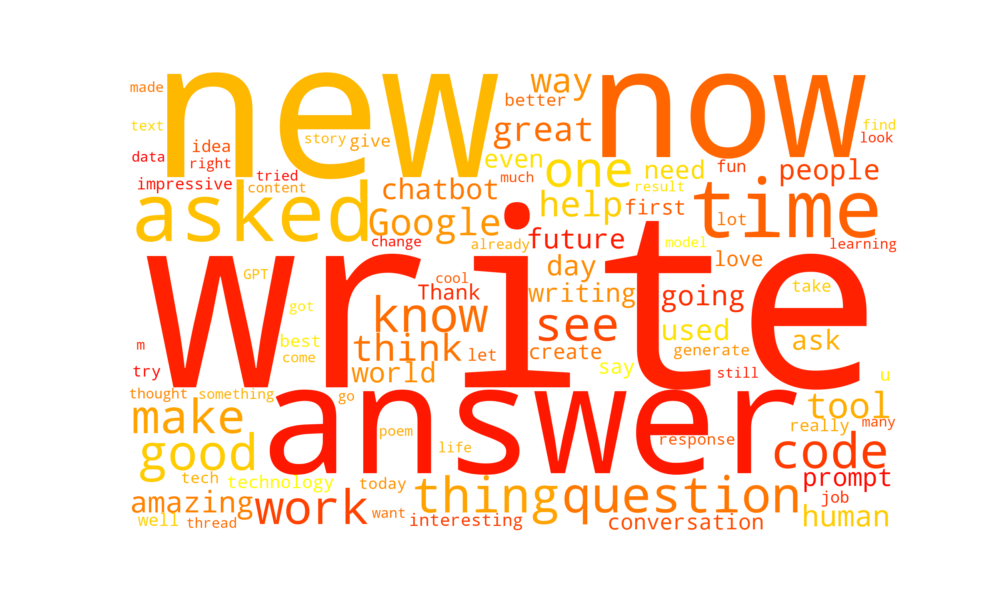 made
new
now
way
better
great
text
idea
story
give
find
look
data
right
even
one
need
fun
people
impressive
tried
content
chatbot
much
result
asked
Google
help
first
time
lot
change
already
future
model
learning
write
GPT
cool
day
love
Thank
writing
going
take
got
know
see
used
m
best
think
let
create
generate
ask
come
try
world
say
still
u
thought
something
go
answer
tool
make
poem
response
really
many
good
life
code
tech
technology
today
thing
question
prompt
amazing
work
want
job
well
thread
interesting
conversation
human